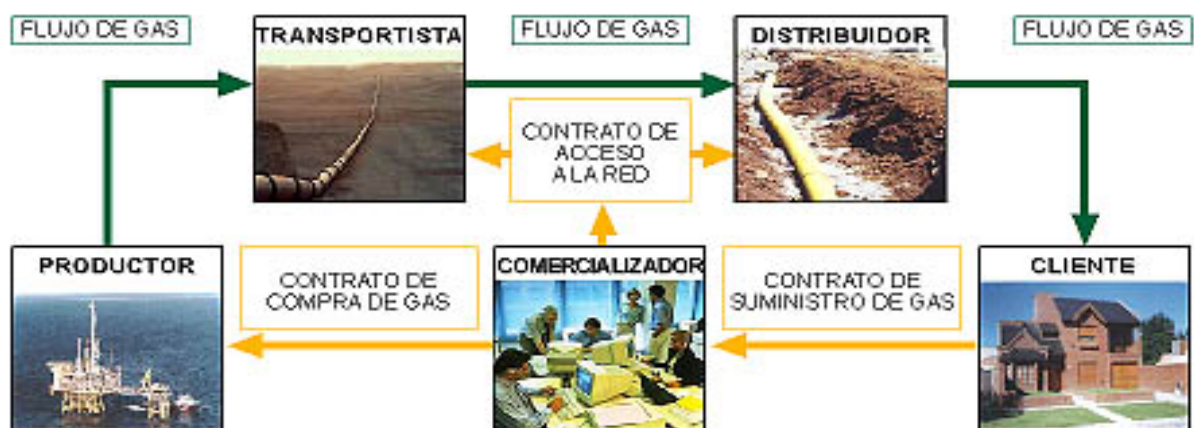 FLUJO DE GAS
TRANSPORTISTA
FLUJO DE GAS
DISTRIBUIDOR
FLUJO DE GAS
CONTRATO DE
ACCESO
A LA RED
PRODUCTOR
CONTRATO DE
COMPRA DE GAS
COMERCIALIZADOR
CONTRATO DE
SUMINISTRO DE GAS
CLIENTE